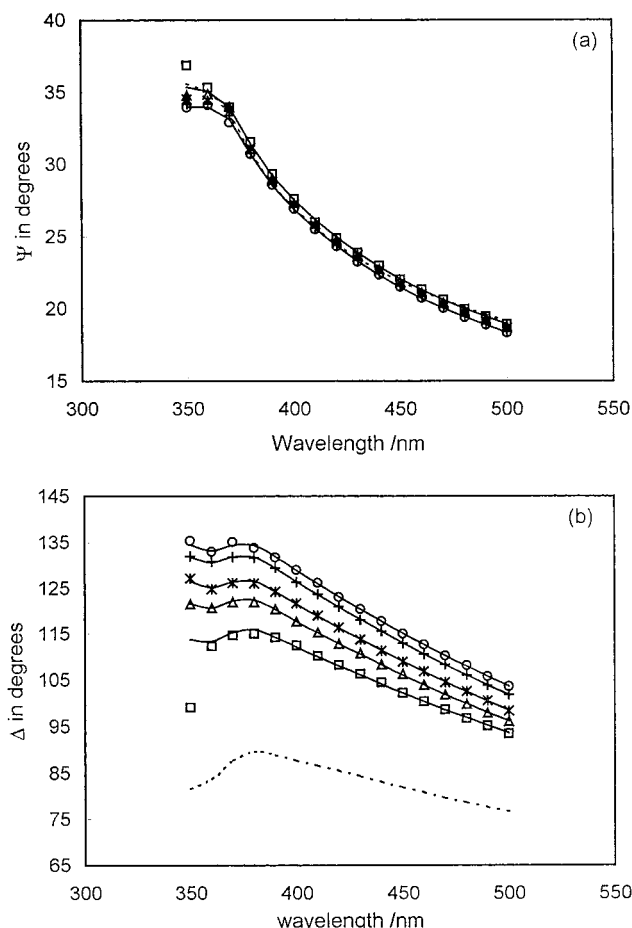 40
(a)
35
30
Ψ in degrees
25
20
15
300 350 400 450 500 550
Wavelength /nm
145
(b)
135
125
115
Δ in degrees
105
95
85
75
65
300 350 400 450 500 550
wavelength /nm